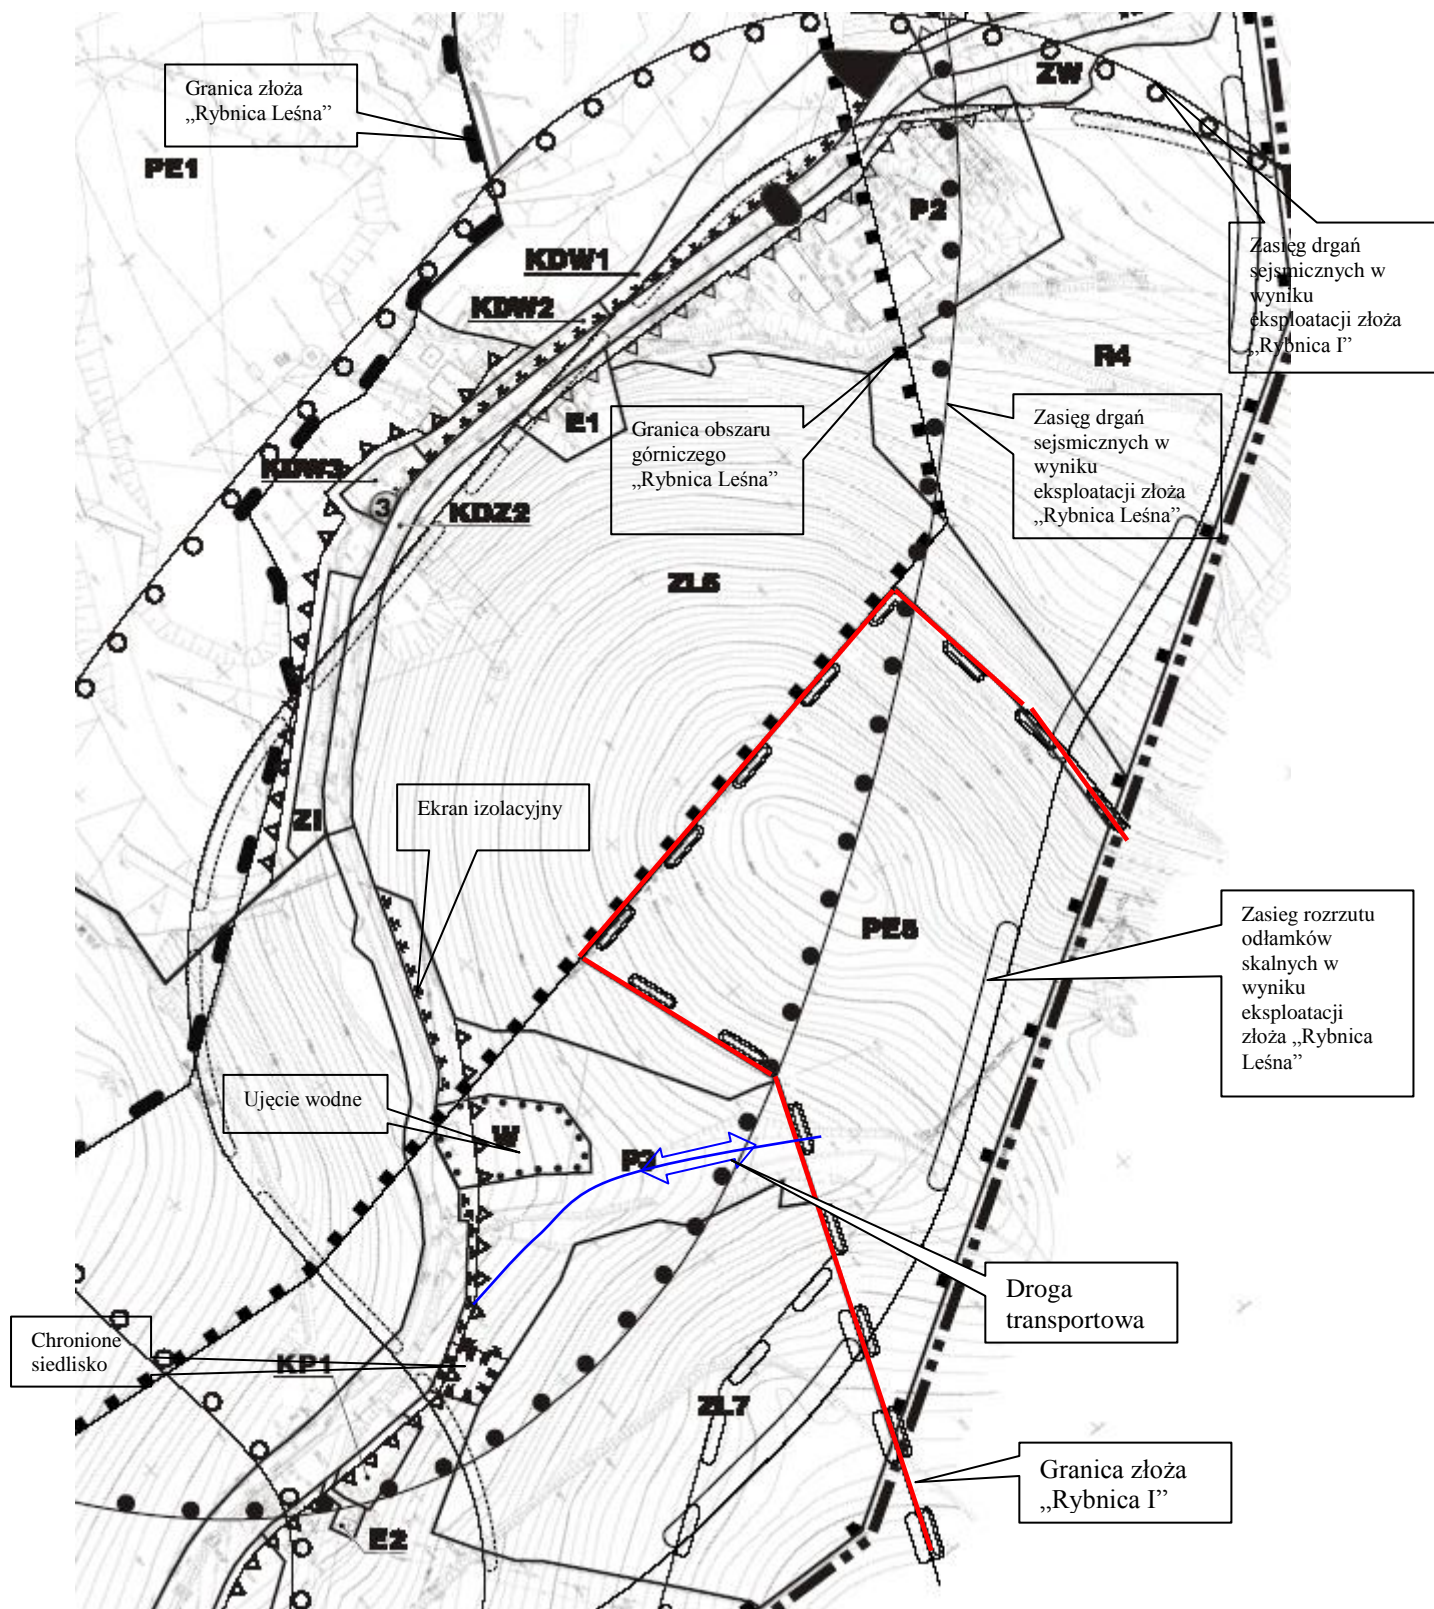 ZW
Granica złoża
„Rybnica Leśna”
PE1
P2
KDW1
Zasięg drgań
sejsmicznych w
wyniku
eksploatacji złoża
„Rybnica I”
KDW2
R4
E1
Granica obszaru
górniczego
„Rybnica Leśna”
Zasięg drgań
sejsmicznych w
wyniku
eksploatacji złoża
„Rybnica Leśna”
KDW3
3
KDZ2
ZL6
Ekran izolacyjny
ZI
PE5
Zasieg rozrzutu
odłamków
skalnych w
wyniku
eksploatacji
złoża „Rybnica
Leśna”
Ujęcie wodne
W
P3
Droga
transportowa
Chronione
siedlisko
KP1
ZL7
Granica złoża
„Rybnica I”
E2